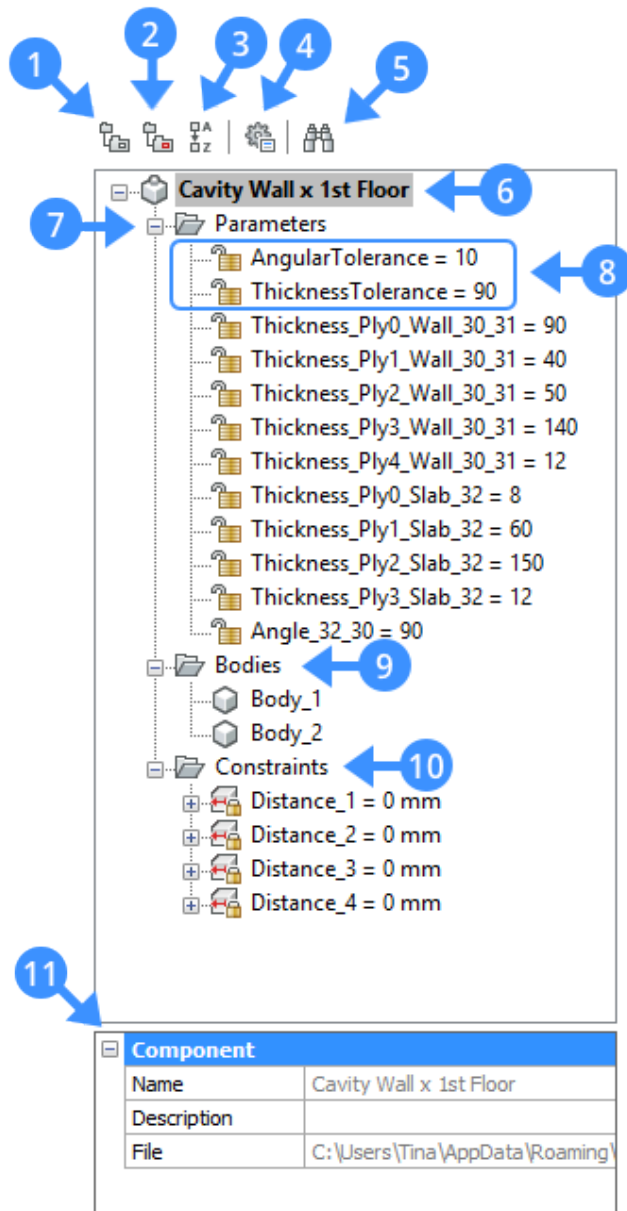 1
2
3
4
5
A
Z
Cavity Wall x 1st Floor
6
7
Parameters
AngularTolerance = 10
8
ThicknessTolerance = 90
Thickness_Ply0_Wall_30_31 = 90
Thickness_Ply1_Wall_30_31 = 40
Thickness_Ply2_Wall_30_31 = 50
Thickness_Ply3_Wall_30_31 = 140
Thickness_Ply4_Wall_30_31 = 12
Thickness_Ply0_Slab_32 = 8
Thickness_Ply1_Slab_32 = 60
Thickness_Ply2_Slab_32 = 150
Thickness_Ply3_Slab_32 = 12
Angle_32_30 = 90
Bodies
9
Body_1
Body_2
Constraints
10
Distance_1 = 0 mm
Distance_2 = 0 mm
Distance_3 = 0 mm
Distance_4 = 0 mm
11
Component
Name Cavity Wall x 1st Floor
Description
File C:\Users\Tina\AppData\Roaming\